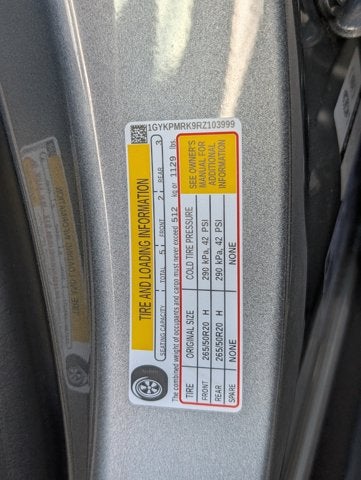 1GYKPMRK9RZ103999
TIRE AND LOADING INFORMATION
SEATING CAPACITY TOTAL 5 FRONT 2 REAR 3
The combined weight of occupants and cargo must never exceed 512 kg or 1129 lbs.
TIRE ORIGINAL SIZE COLD TIRE PRESSURE
FRONT 265/50R20 H 290 kPa, 42 PSI
REAR 265/50R20 H 290 kPa, 42 PSI
SPARE NONE NONE
SEE OWNER'S
MANUAL FOR
ADDITIONAL
INFORMATION